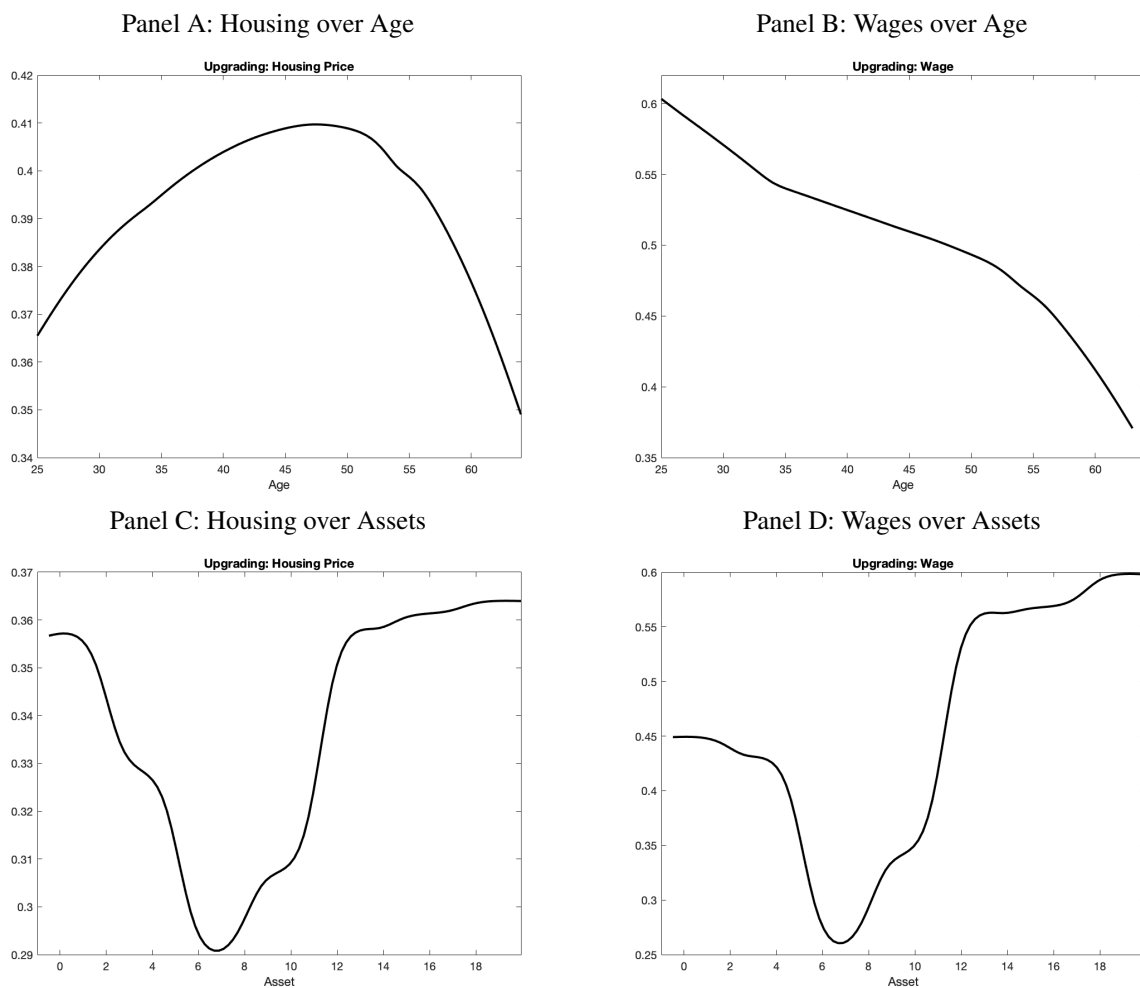 Panel A: Housing over Age
Upgrading: Housing Price
0.42
0.41
0.4
0.39
0.38
0.37
0.36
0.35
0.34
25 30 35 40 45 50 55 60
Age
Panel B: Wages over Age
Upgrading: Wage
0.6
0.55
0.5
0.45
0.4
0.35
25 30 35 40 45 50 55 60
Age
Panel C: Housing over Assets
Upgrading: Housing Price
0.37
0.36
0.35
0.34
0.33
0.32
0.31
0.3
0.29
0 2 4 6 8 10 12 14 16 18
Asset
Panel D: Wages over Assets
Upgrading: Wage
0.6
0.55
0.5
0.45
0.4
0.35
0.3
0.25
0 2 4 6 8 10 12 14 16 18
Asset